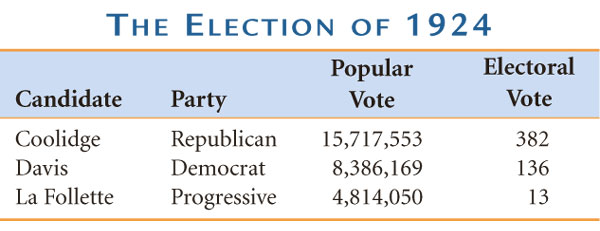 THE ELECTION OF 1924
Candidate Party Popular Vote Electoral Vote
Coolidge Republican 15,717,553 382
Davis Democrat 8,386,169 136
La Follette Progressive 4,814,050 13